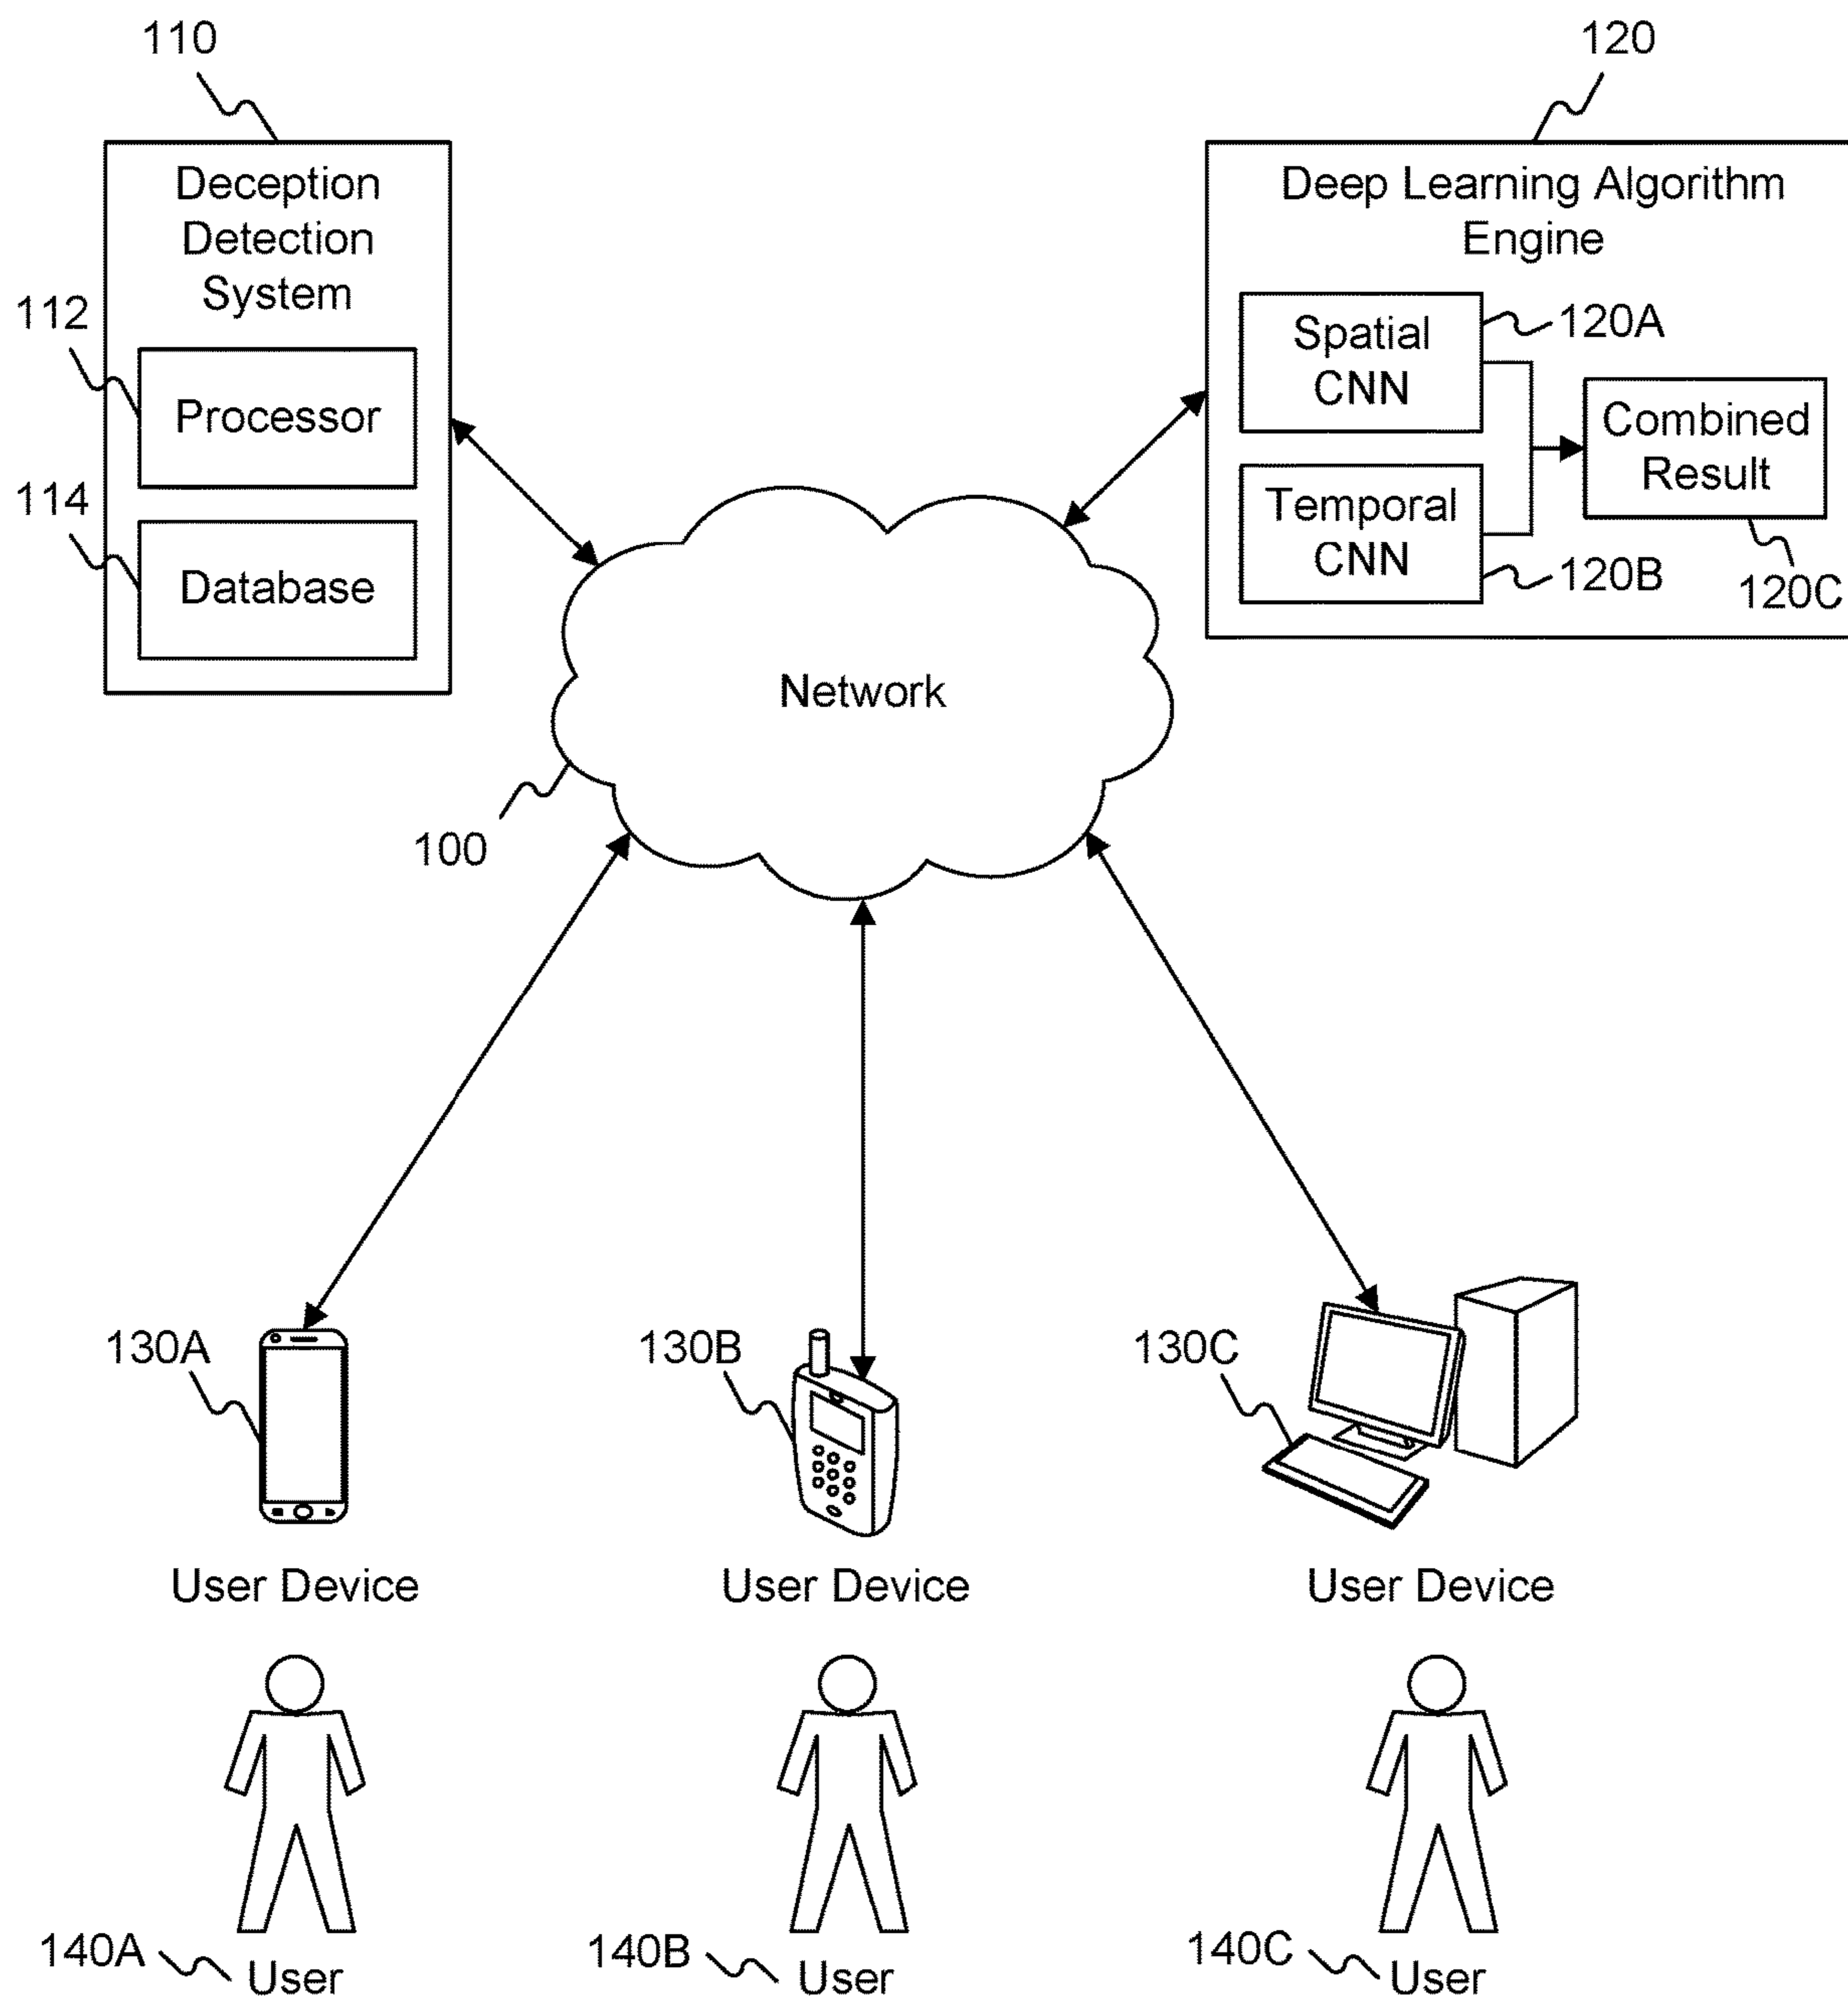 110
120
Deception
Detection
System
Deep Learning Algorithm
Engine
112
Processor
114
Database
Spatial
CNN
120A
Temporal
CNN
120B
Combined
Result
120C
Network
100
130A
130B
130C
User Device
User Device
User Device
140A
User
140B
User
140C
User